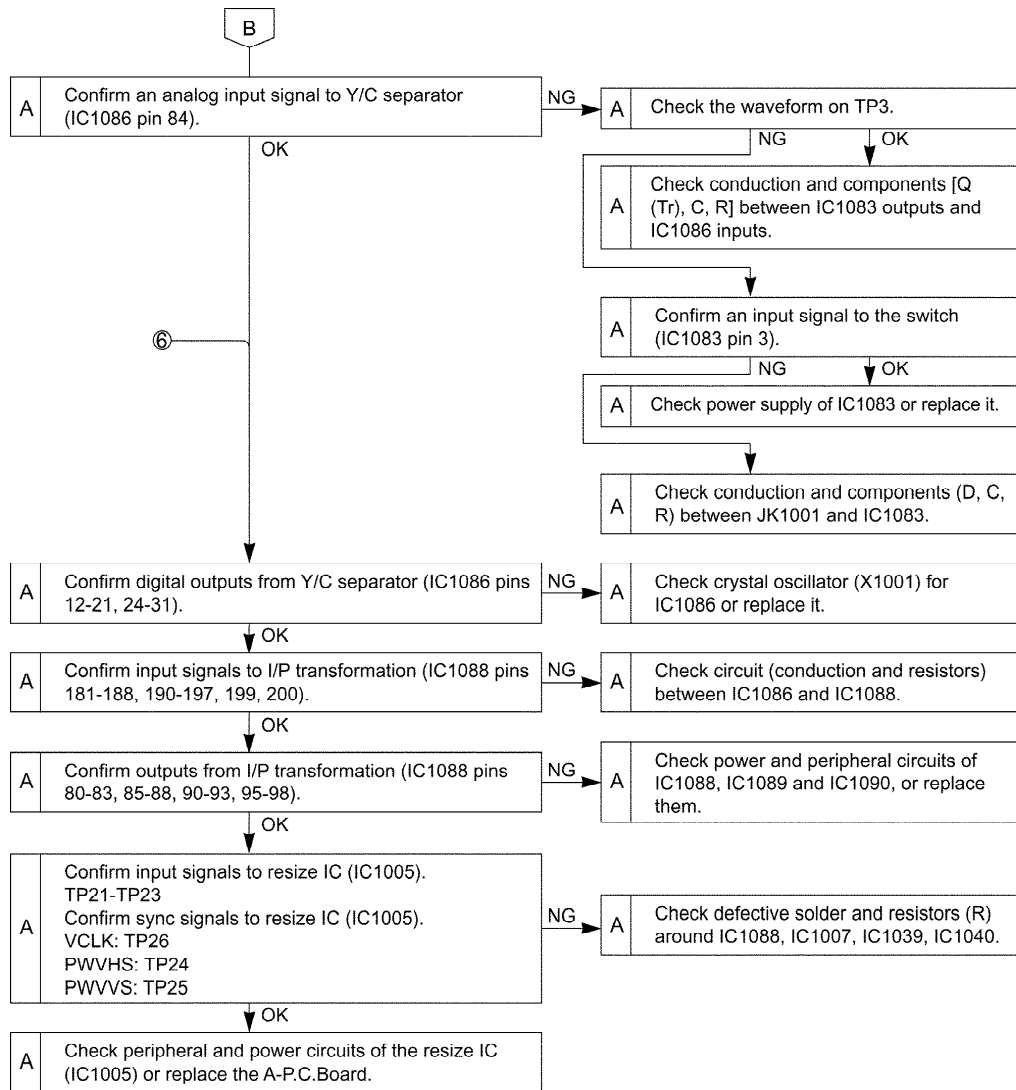 B
A
Confirm an analog input signal to Y/C separator
(IC1086 pin 84).
NG
OK
A
Check the waveform on TP3.
NG
OK
A
Check conduction and components [Q
(Tr), C, R] between IC1083 outputs and
IC1086 inputs.
A
Confirm an input signal to the switch
(IC1083 pin 3).
NG
OK
A
Check power supply of IC1083 or replace it.
A
Check conduction and components (D, C,
R) between JK1001 and IC1083.
6
A
Confirm digital outputs from Y/C separator (IC1086 pins
12-21, 24-31).
NG
A
Check crystal oscillator (X1001) for
IC1086 or replace it.
OK
A
Confirm input signals to I/P transformation (IC1088 pins
181-188, 190-197, 199, 200).
NG
A
Check circuit (conduction and resistors)
between IC1086 and IC1088.
OK
A
Confirm outputs from I/P transformation (IC1088 pins
80-83, 85-88, 90-93, 95-98).
NG
A
Check power and peripheral circuits of
IC1088, IC1089 and IC1090, or replace
them.
OK
A
Confirm input signals to resize IC (IC1005).
TP21-TP23
Confirm sync signals to resize IC (IC1005).
VCLK: TP26
PWVHS: TP24
PWVVS: TP25
NG
A
Check defective solder and resistors (R)
around IC1088, IC1007, IC1039, IC1040.
OK
A
Check peripheral and power circuits of the resize IC
(IC1005) or replace the A-P.C.Board.